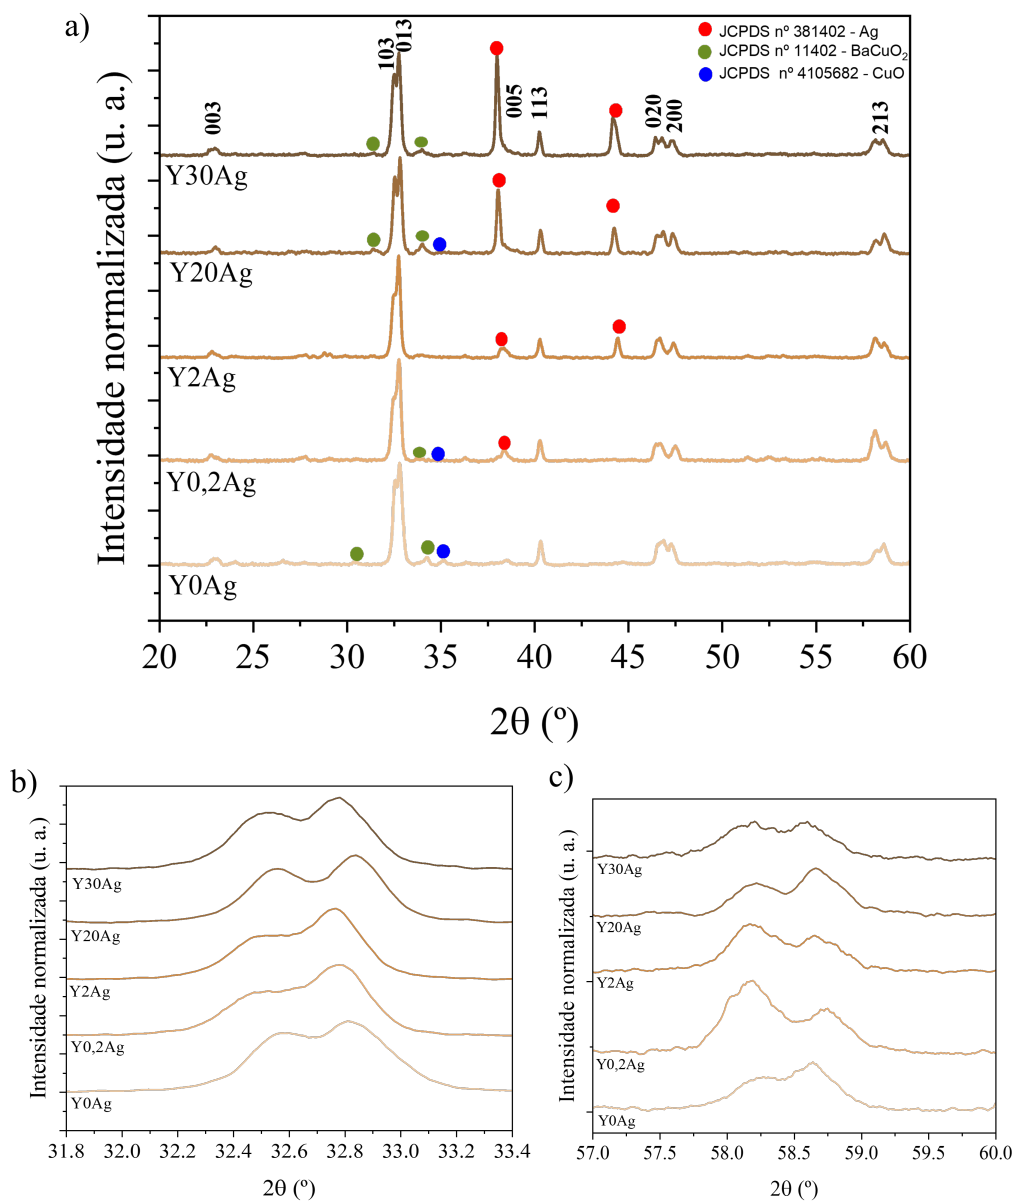 a)
JCPDS nº 381402 - Ag
JCPDS nº 11402 - BaCuO₂
JCPDS nº 4105682 - CuO
003
103
013
005
113
020
200
213
Intensidade normalizada (u. a.)
Y30Ag
Y20Ag
Y2Ag
Y0,2Ag
Y0Ag
20 25 30 35 40 45 50 55 60
2θ (º)
b)
Intensidade normalizada (u. a.)
Y30Ag
Y20Ag
Y2Ag
Y0,2Ag
Y0Ag
31.8 32.0 32.2 32.4 32.6 32.8 33.0 33.2 33.4
2θ (º)
c)
Intensidade normalizada (u. a.)
Y30Ag
Y20Ag
Y2Ag
Y0,2Ag
Y0Ag
57.0 57.5 58.0 58.5 59.0 59.5 60.0
2θ (º)